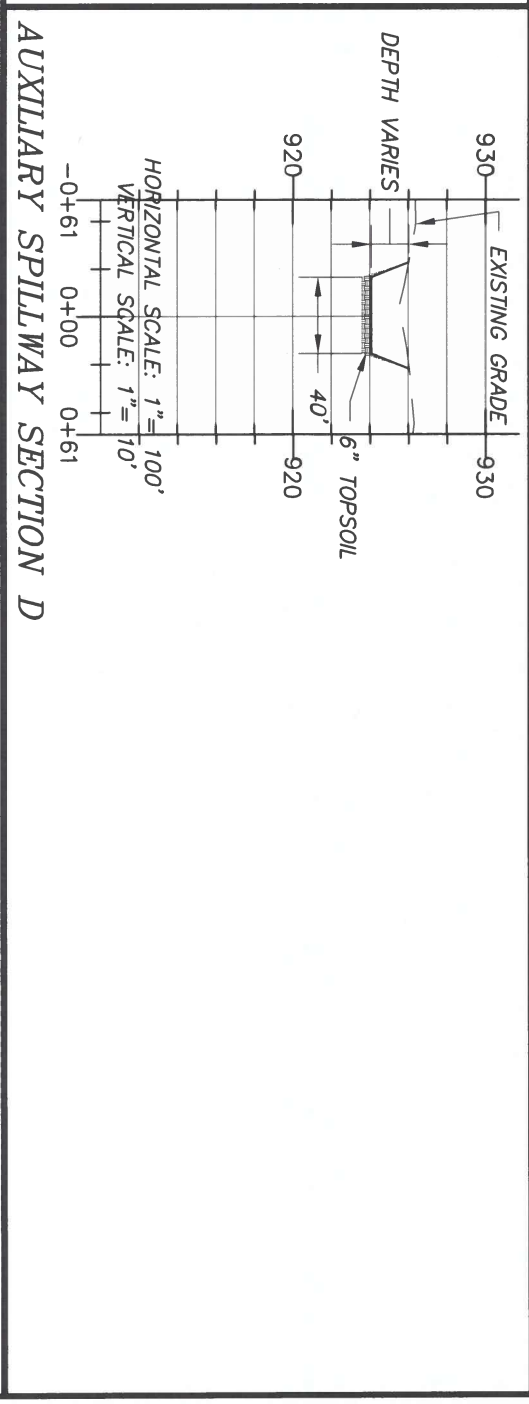 930
930
EXISTING GRADE
DEPTH VARIES
6" TOPSOIL
40'
920
920
HORIZONTAL SCALE: 1"= 100'
VERTICAL SCALE: 1"= 10'
-0+61
0+00
0+61
AUXILIARY SPILLWAY SECTION D